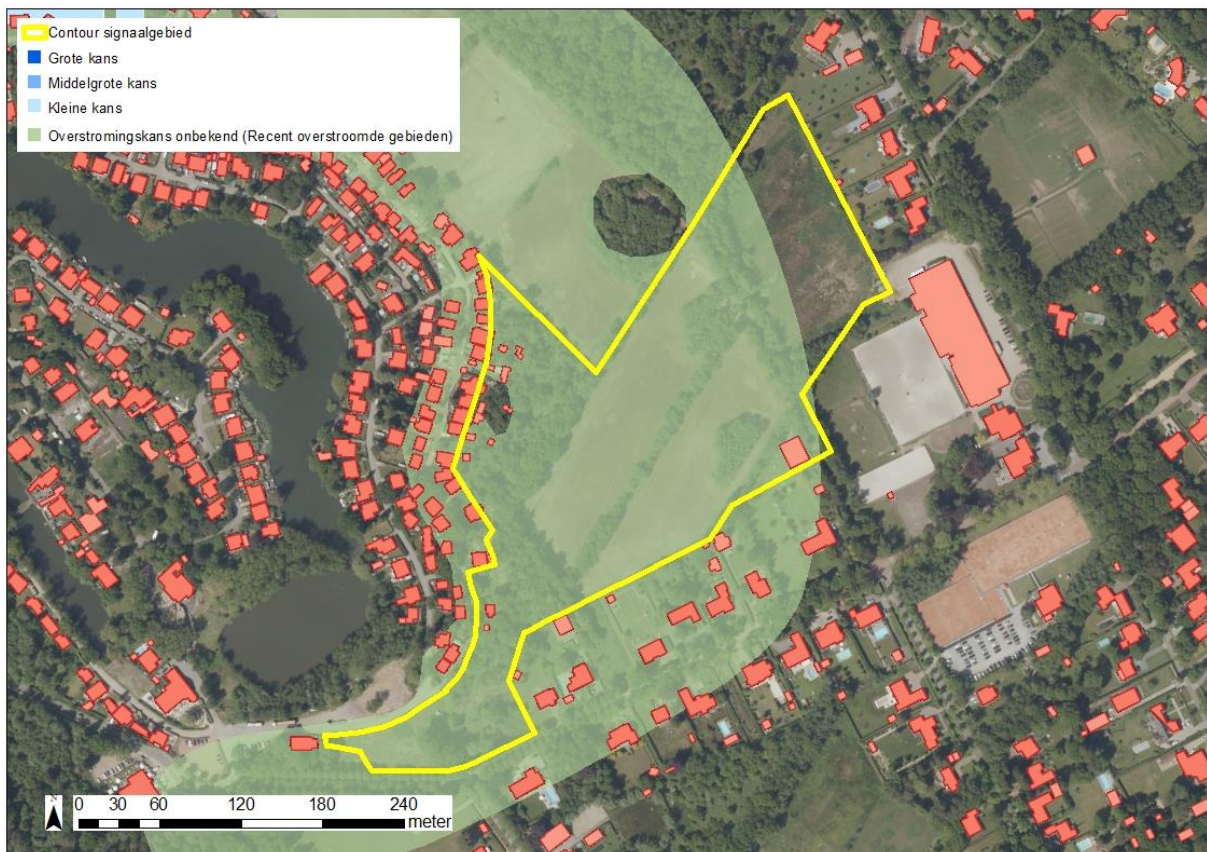 Contour signaalgebied
Grote kans
Middelgrote kans
Kleine kans
Overstromingskans onbekend (Recent overstroomde gebieden)
N
0 30 60 120 180 240
meter